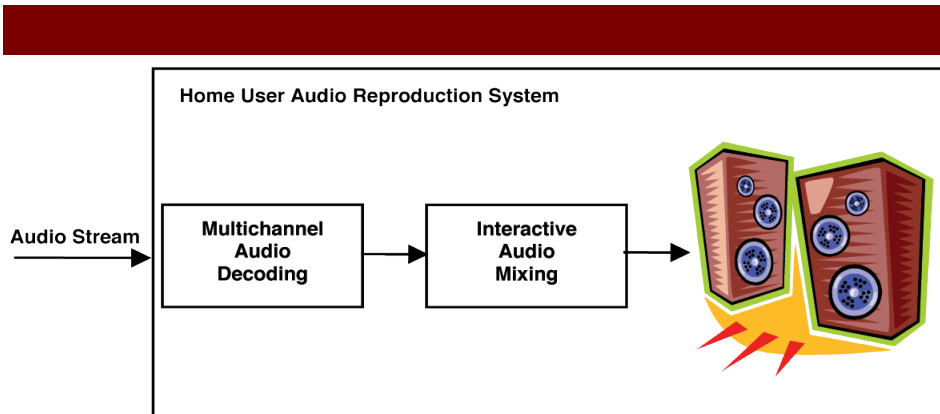 Home User Audio Reproduction System
Audio Stream
Multichannel
Audio
Decoding
Interactive
Audio
Mixing